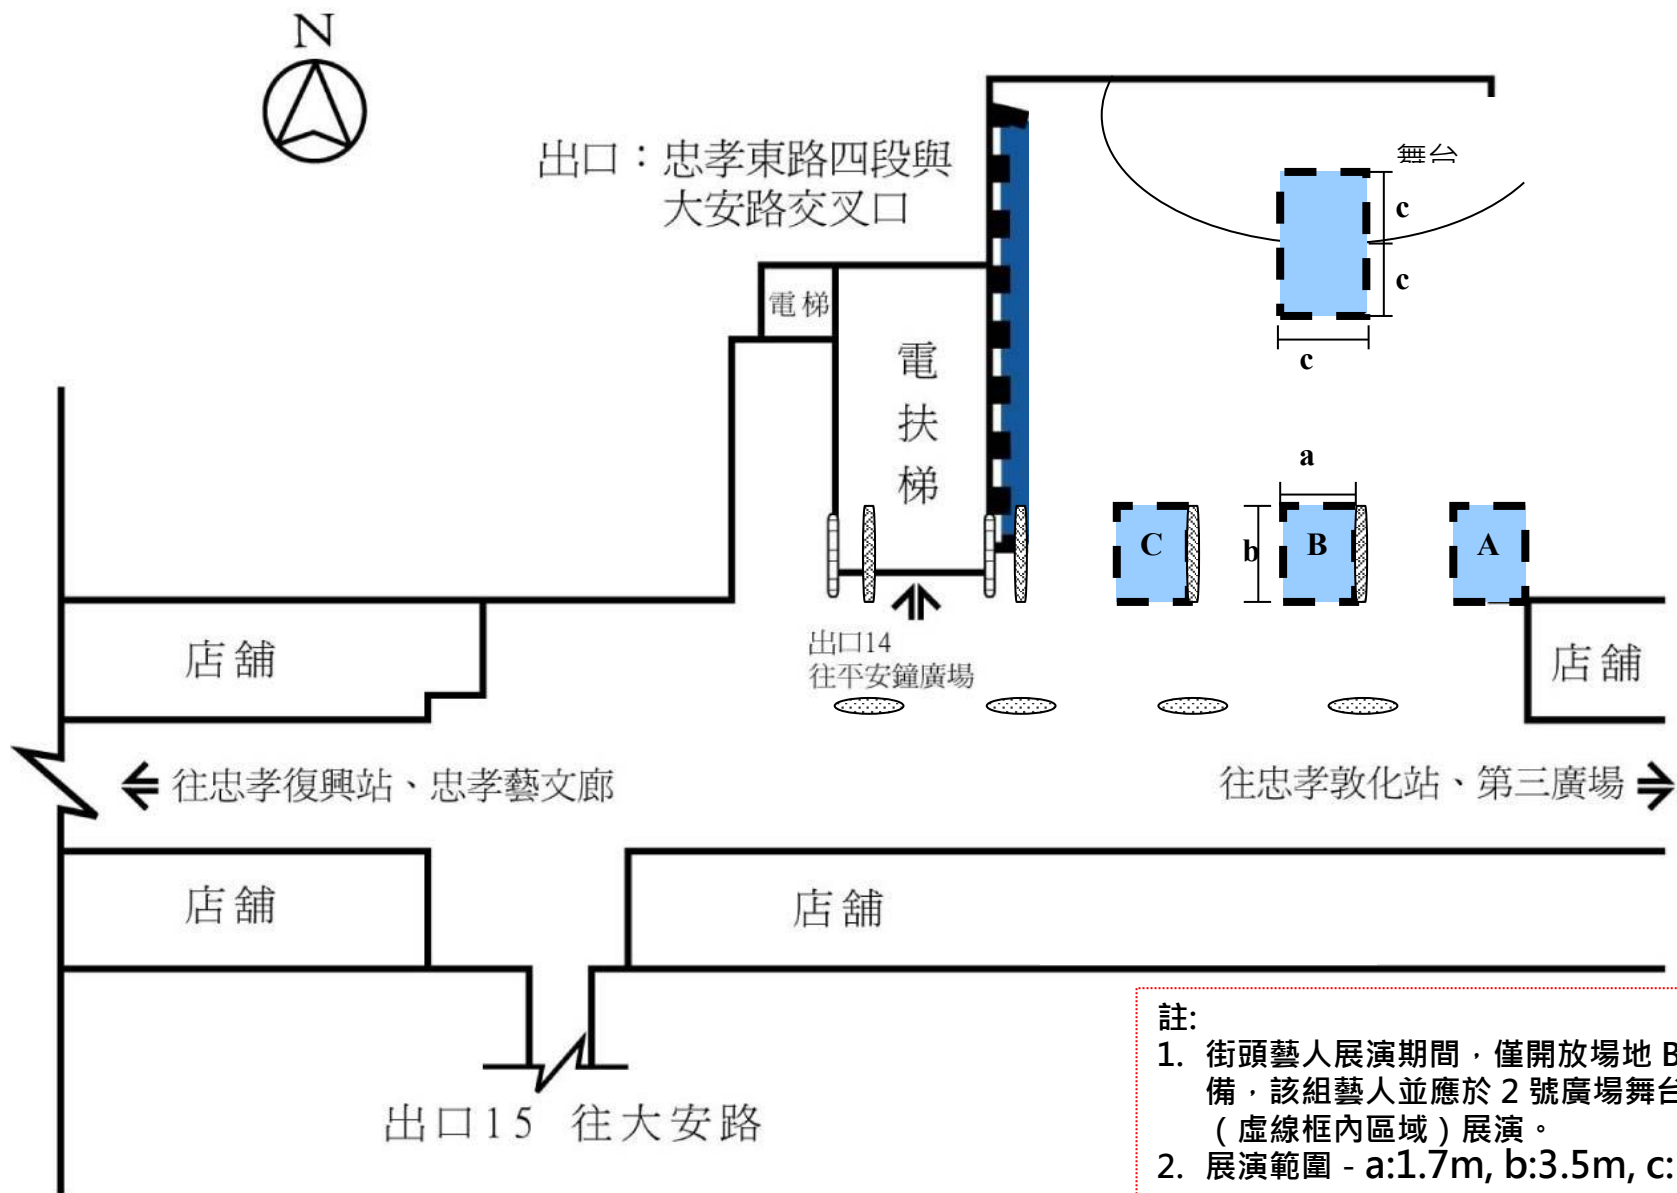 N
出口：忠孝東路四段與
大安路交叉口
舞台
c
c
c
電梯
電扶梯
a
b
C
B
A
出口14
往平安鐘廣場
店舖
店舖
往忠孝復興站、忠孝藝文廊
往忠孝敦化站、第三廣場
店舖
店舖
出口15 往大安路
註:
1. 街頭藝人展演期間，僅開放場地 B
備，該組藝人並應於 2 號廣場舞台
（虛線框內區域）展演。
2. 展演範圍 - a:1.7m, b:3.5m, c: